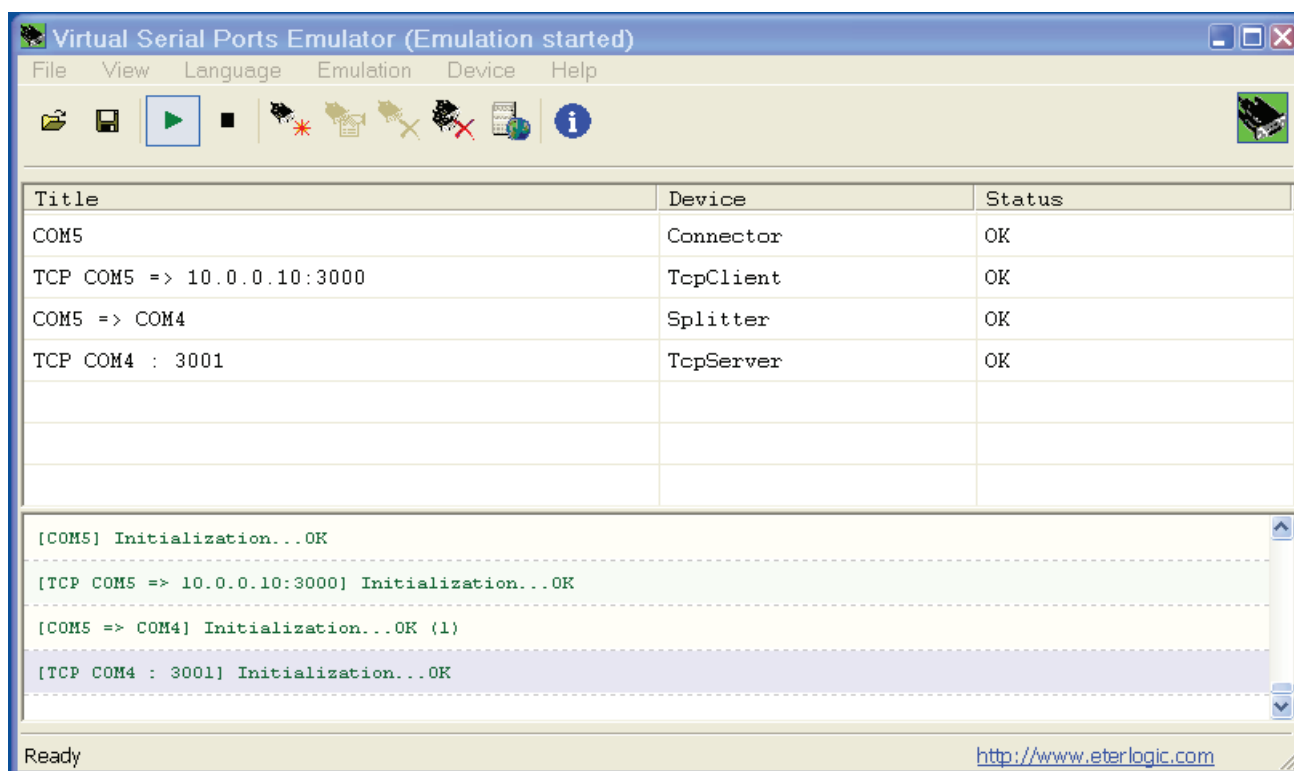 Virtual Serial Ports Emulator (Emulation started)
File View Language Emulation Device Help
Title Device Status
COM5 Connector OK
TCP COM5 => 10.0.0.10:3000 TcpClient OK
COM5 => COM4 Splitter OK
TCP COM4 : 3001 TcpServer OK
[COM5] Initialization...OK
[TCP COM5 => 10.0.0.10:3000] Initialization...OK
[COM5 => COM4] Initialization...OK (1)
[TCP COM4 : 3001] Initialization...OK
Ready http://www.eterlogic.com